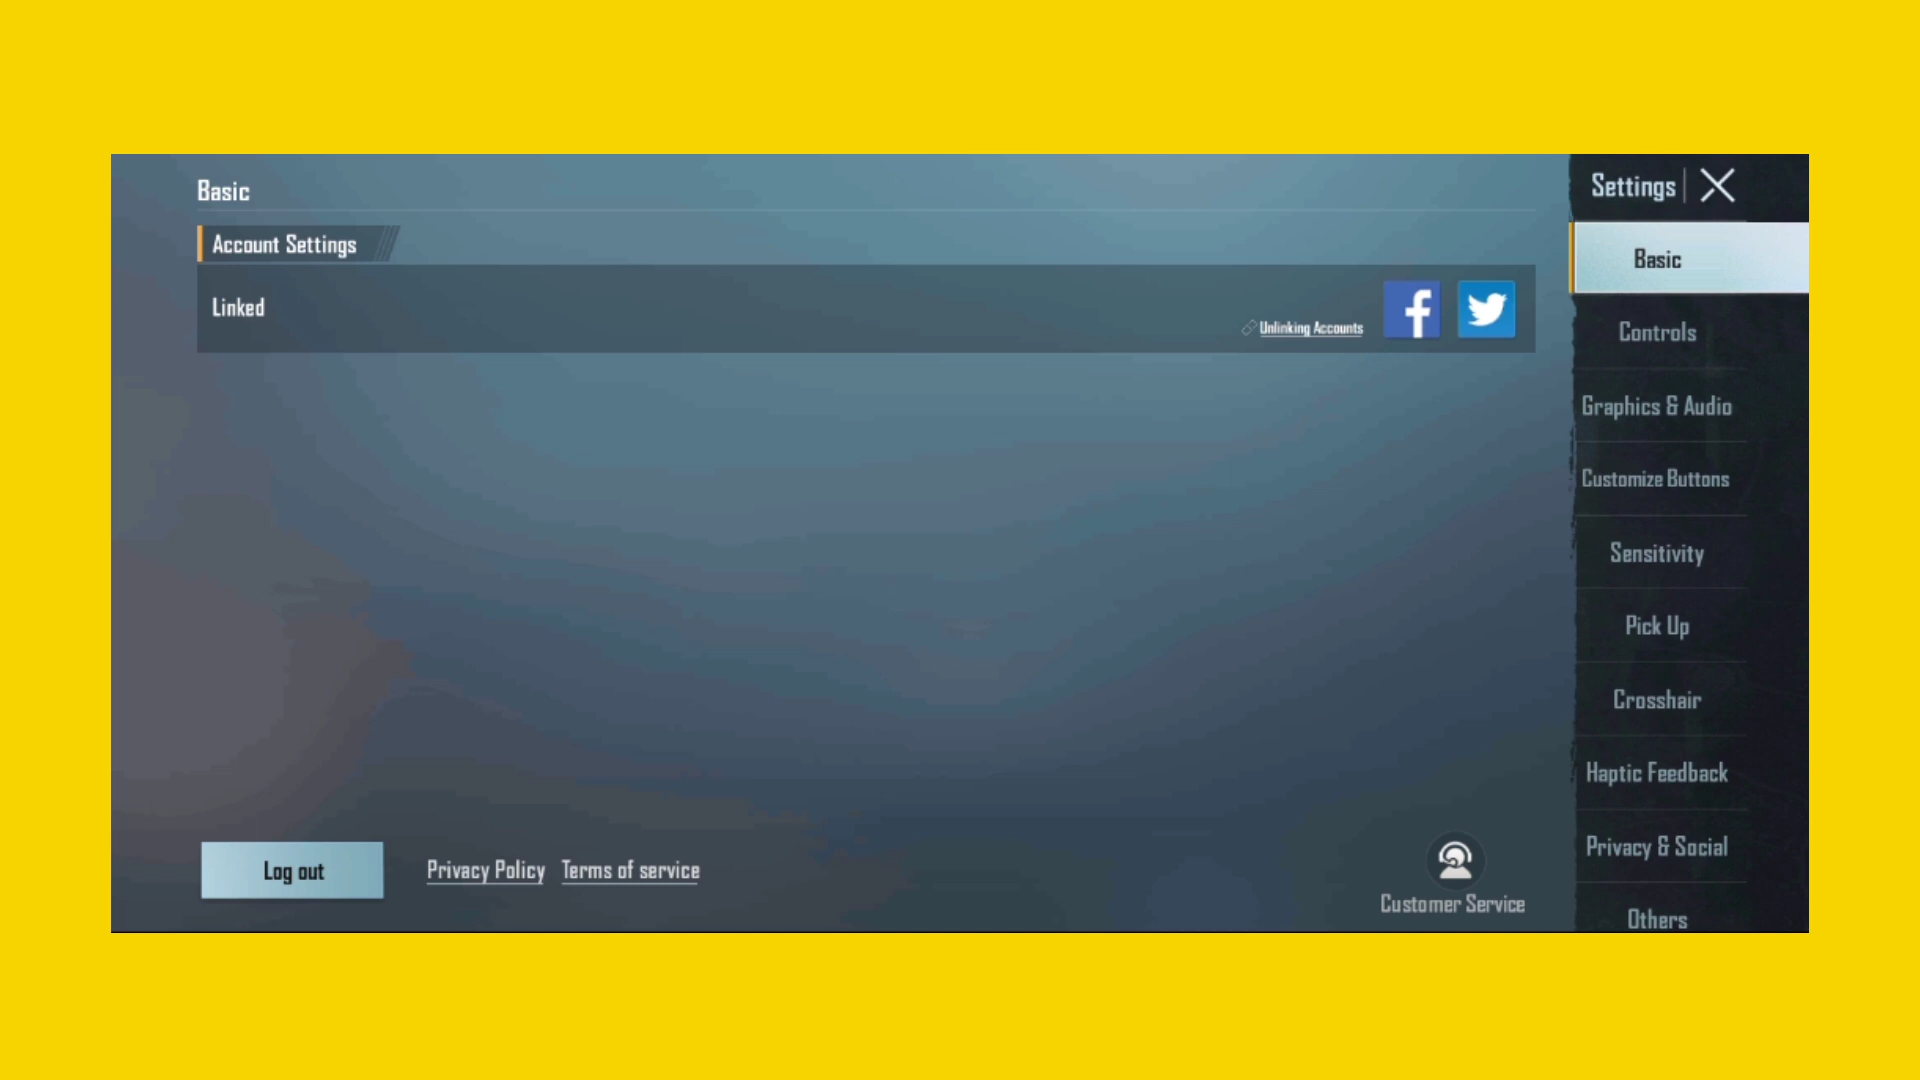 Basic
Settings
Account Settings
Linked
Unlinking Accounts
Basic
Controls
Graphics & Audio
Customize Buttons
Sensitivity
Pick Up
Crosshair
Haptic Feedback
Privacy & Social
Others
Log out
Privacy Policy
Terms of service
Customer Service